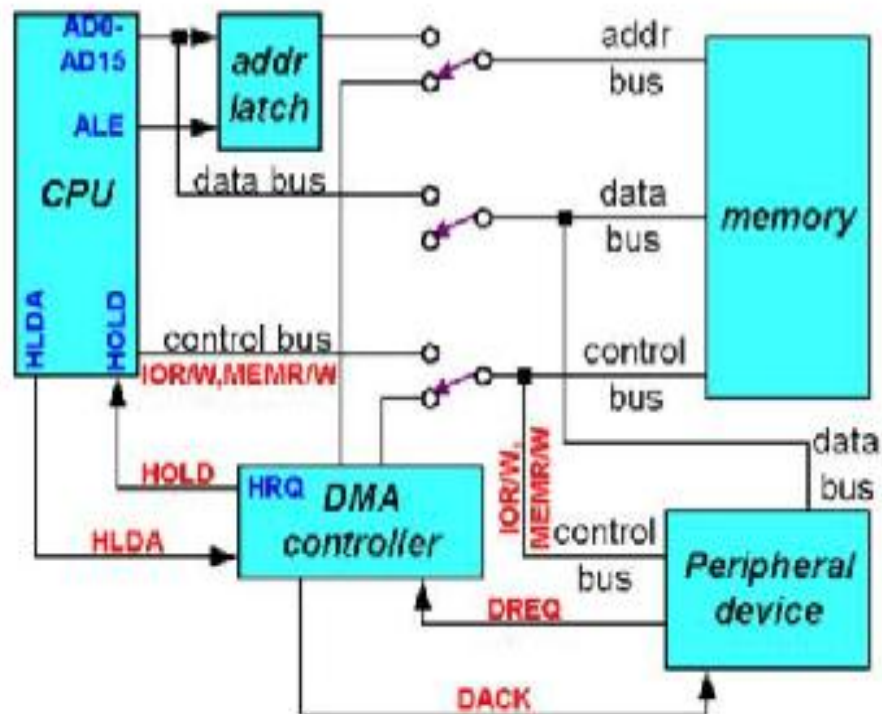 AD0-
AD15
ALE
CPU
HLDA
HOLD
addr
latch
data bus
control bus
IOR/W,MEMR/W
addr
bus
data
bus
control
bus
memory
HOLD
HLDA
HRQ
DMA
controller
IOR/W,
MEMR/W
control
bus
data
bus
Peripheral
device
DREQ
DACK